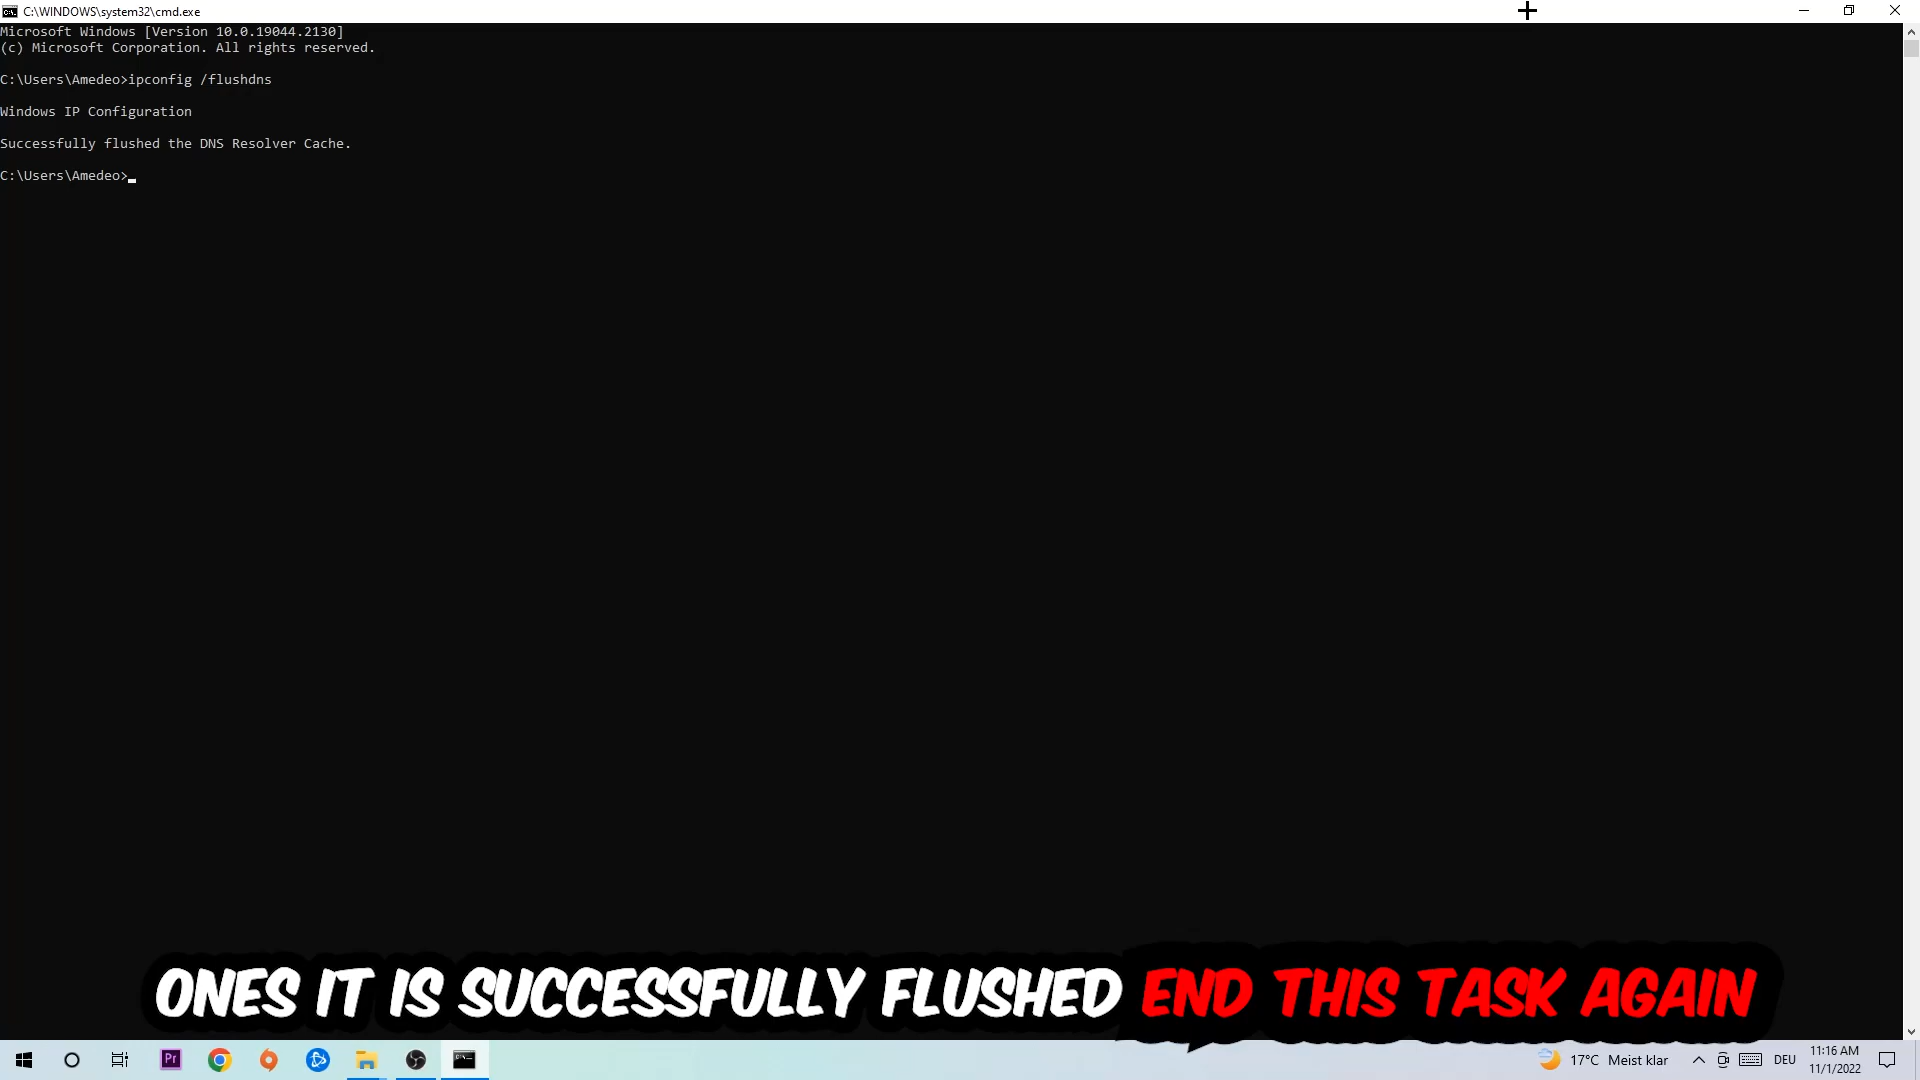 C:\WINDOWS\system32\cmd.exe
Microsoft Windows [Version 10.0.19044.2130]
(c) Microsoft Corporation. All rights reserved.
C:\Users\Amedeo>ipconfig /flushdns
Windows IP Configuration
Successfully flushed the DNS Resolver Cache.
C:\Users\Amedeo>
ONES IT IS SUCCESSFULLY FLUSHED END THIS TASK AGAIN
Pr
17°C Meist klar
DEU
11:16 AM
11/1/2022